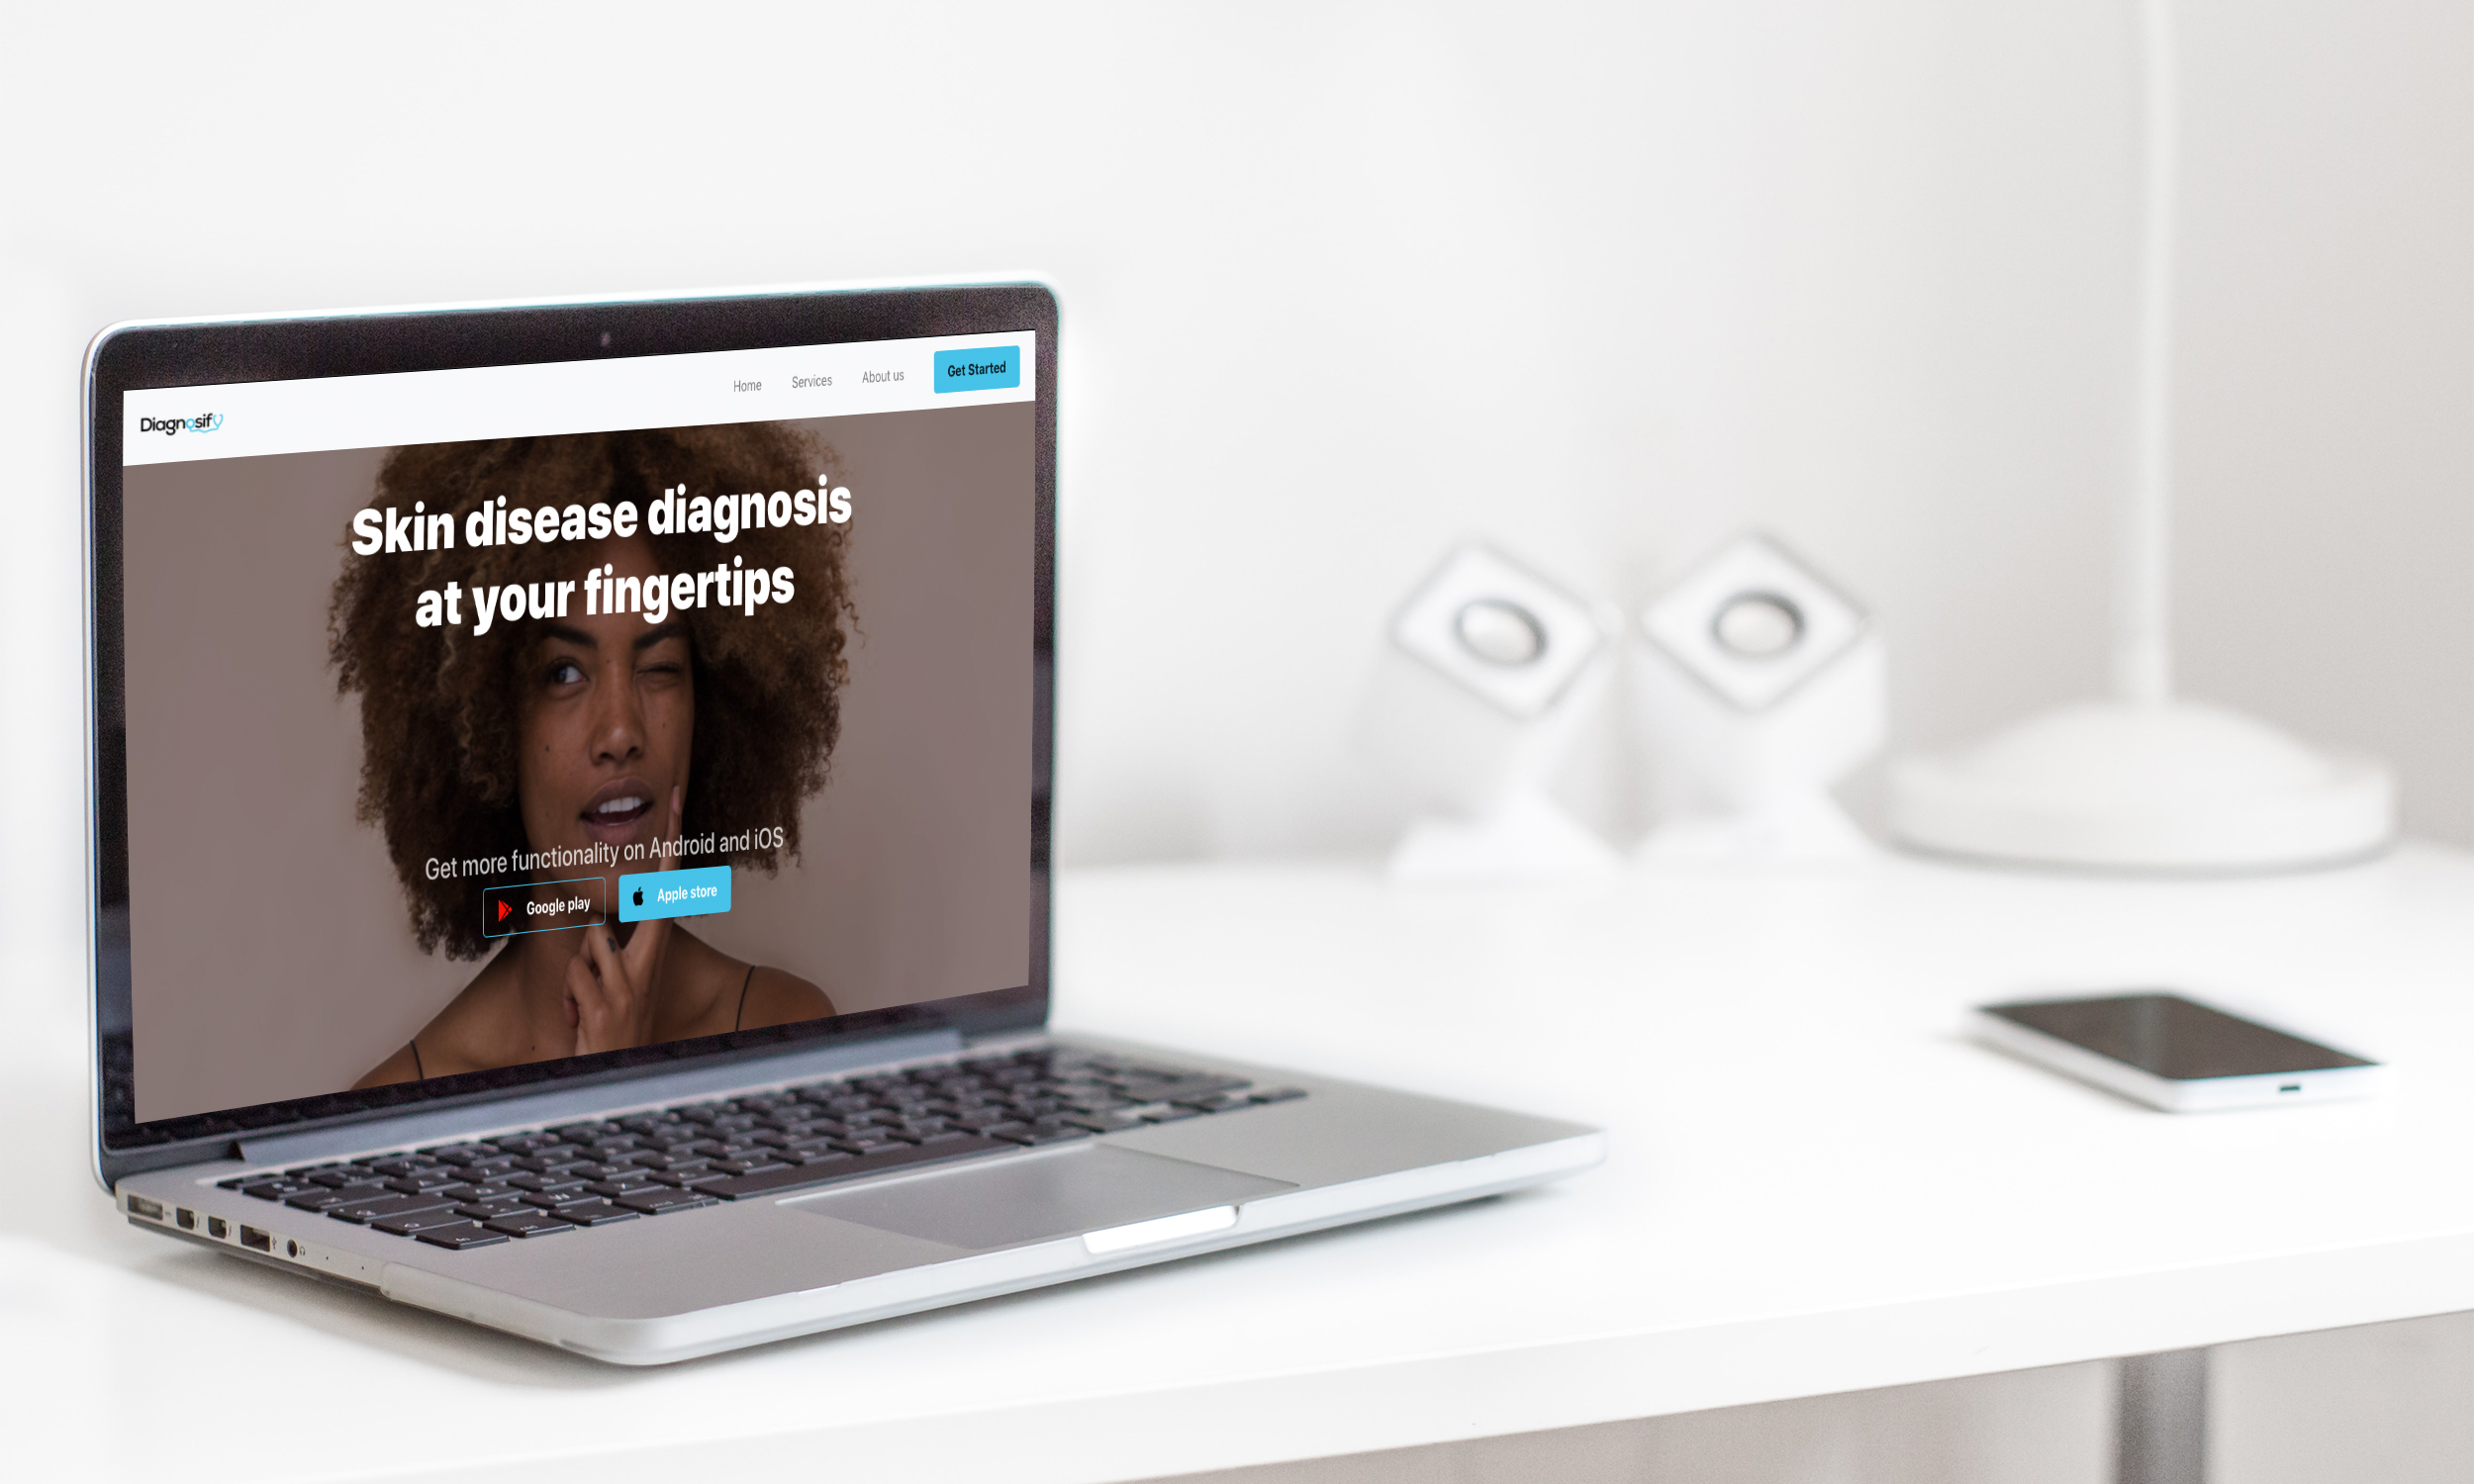 Home Services About us Get Started
Diagnosify
Skin disease diagnosis
at your fingertips
Get more functionality on Android and iOS
Google play Apple store